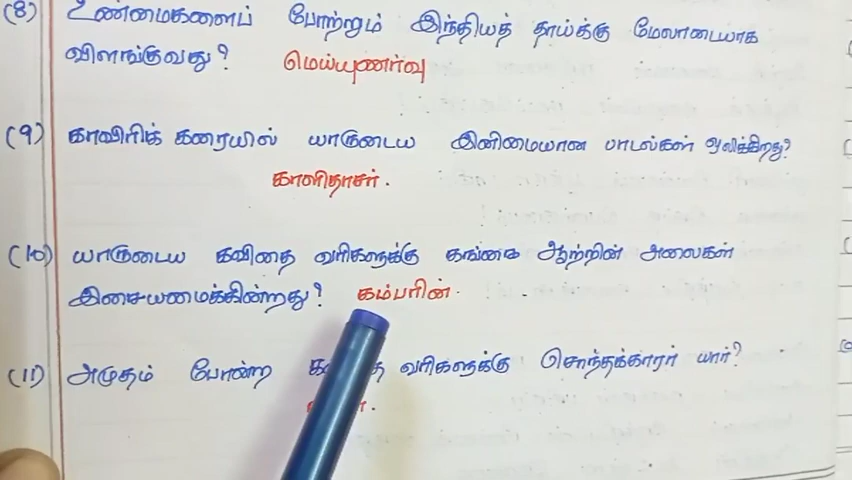 (8) உண்மைகளைப் போற்றும் இந்தியத் தாய்க்கு மேலாடையாக
விளங்குவது? மெய்யுணர்வு
(9) காவிரிக் கரையில் யாருடைய இனிமையான பாடல்கள் ஒலிக்கிறது?
காளிதாசர்.
(10) யாருடைய கவிதை வரிகளுக்கு கங்கை ஆற்றின் அலைகள்
இசையமைக்கின்றது? கம்பரின்.
(11) அமுதம் போன்ற வரிகளுக்கு சொந்தக்காரர் யார்?